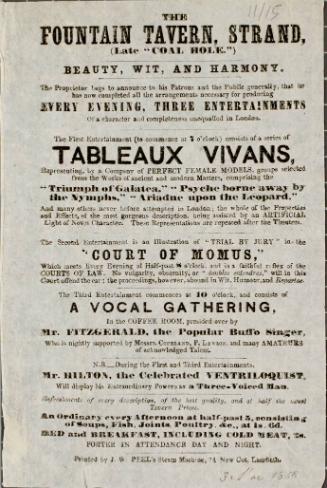 11/15
THE
FOUNTAIN TAVERN, STRAND,
(Late "COAL HOLE.")
BEAUTY, WIT, AND HARMONY.
The Proprietor begs to announce to his Patrons and the Public generally, that he
has now completed all the arrangements necessary for producing
EVERY EVENING, THREE ENTERTAINMENTS
Of a character and completeness unequalled in London.
The First Entertainment (to commence at 7 o'clock) consists of a series of
TABLEAUX VIVANS,
Representing, by a Company of PERFECT FEMALE MODELS, groups selected
from the Works of ancient and modern Masters, comprising the
"Triumph of Galatea," "Psyche borne away by
the Nymphs," "Ariadne upon the Leopard,"
And many others never before attempted in London; the whole of the Properties
and Effects, of the most gorgeous description, being assisted by an ARTIFICIAL
Light of Novel Character. These Representations are repeated after the Theatres.
The Second Entertainment is an Illustration of "TRIAL BY JURY" in the
"COURT OF MOMUS,"
Which meets Every Evening at Half-past o'clock, and is a faithful reflex of the
COURTS OF LAW. No vulgarity, obscenity, or "double entendres," will in this
Court offend the ear; the proceedings, however, abound in Wit, Humour, and Repartee.
The Third Entertainment commences at 10 o'clock, and consists of
A VOCAL GATHERING,
In the COFFEE ROOM, presided over by
Mr. FITZGERALD, the Popular Buffo Singer,
Who is nightly supported by Messrs. and many AMATEURS
of acknowledged Talent.
N.B.—During the First and Third Entertainments,
Mr. HILTON, the Celebrated VENTRILOQUIST,
Will display his Extraordinary Powers as a Three-Voiced Man.
Refreshments of every description, of the best quality, and at half the usual
Tavern Prices.
An Ordinary every Afternoon at half-past 5, consisting
of Soups, Fish, Joints, Poultry, &c., at 1s. 6d.
BED and BREAKFAST, INCLUDING COLD MEAT, 2s.
PORTER IN ATTENDANCE DAY AND NIGHT.
Printed by J. W. PEEL's Steam Machine, New Cut, Lambeth.